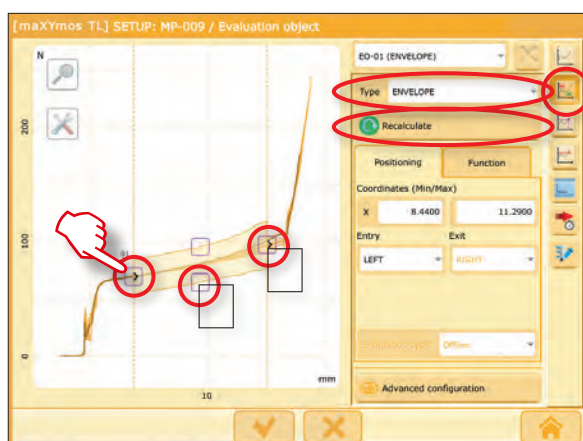 [maXYmos TL] SETUP: MP-009 / Evaluation object
N
200
100
0
01
10
mm
EO-01 (ENVELOPE)
Type ENVELOPE
Recalculate
Positioning Function
Coordinates (Min/Max)
X 8.4400 11.2900
Entry Exit
LEFT RIGHT
Offline
Advanced configuration